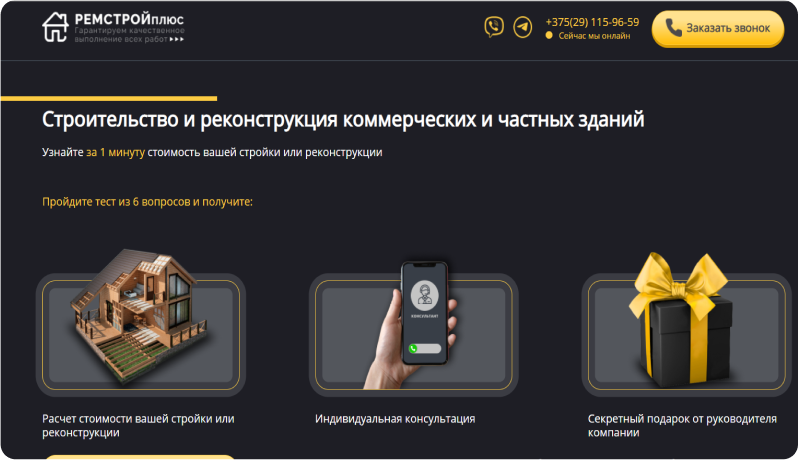 РЕМСТРОЙплюс
Гарантируем качественное
выполнение всех работ
+375(29) 115-96-59
Сейчас мы онлайн
Заказать звонок
Строительство и реконструкция коммерческих и частных зданий
Узнайте за 1 минуту стоимость вашей стройки или реконструкции
Пройдите тест из 6 вопросов и получите:
КОНСУЛЬТАНТ
Расчет стоимости вашей стройки или
реконструкции
Индивидуальная консультация
Секретный подарок от руководителя
компании